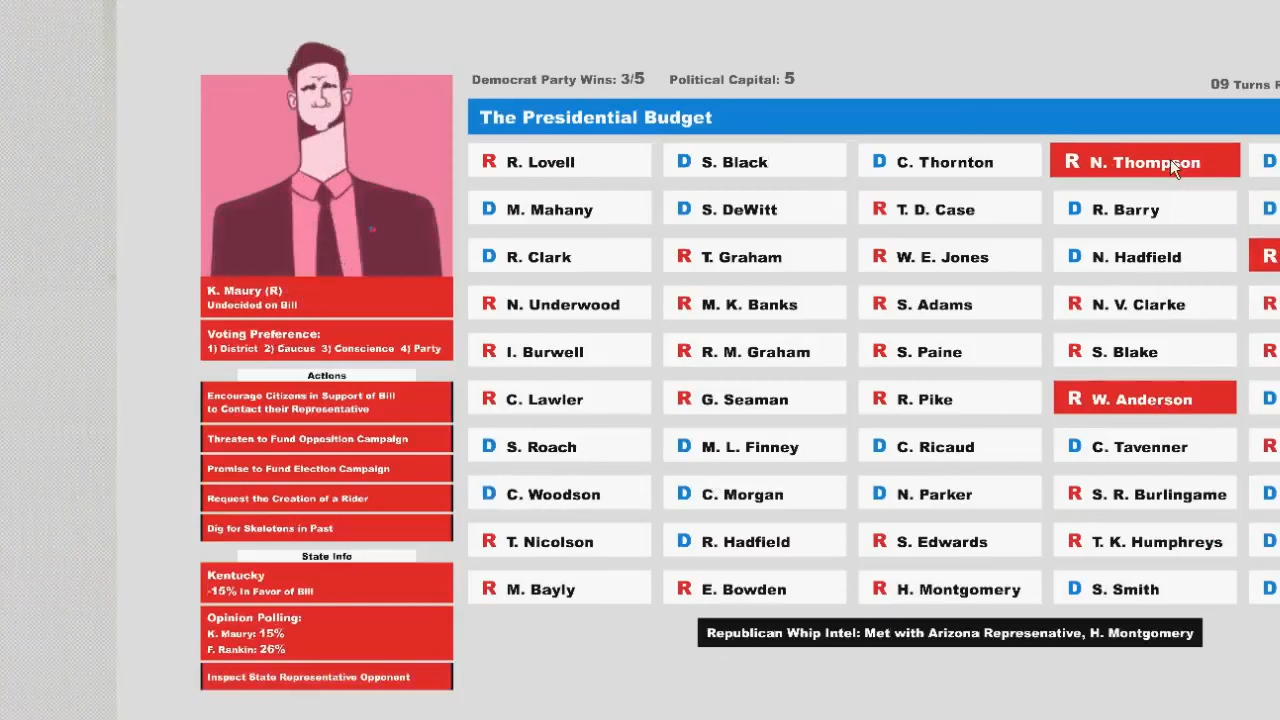 Democrat Party Wins: 3/5 Political Capital: 5
09 Turns
The Presidential Budget
R R. Lovell D S. Black D C. Thornton R N. Thompson D
D M. Mahany D S. DeWitt R T. D. Case D R. Barry D
D R. Clark R T. Graham R W. E. Jones D N. Hadfield R
R N. Underwood R M. K. Banks R S. Adams R N. V. Clarke R
R I. Burwell R R. M. Graham R S. Paine R S. Blake R
R C. Lawler R G. Seaman R R. Pike R W. Anderson D
D S. Roach D M. L. Finney D C. Ricaud D C. Tavenner R
D C. Woodson D C. Morgan D N. Parker R S. R. Burlingame D
R T. Nicolson D R. Hadfield R S. Edwards R T. K. Humphreys D
R M. Bayly R E. Bowden R H. Montgomery D S. Smith D
K. Maury (R)
Undecided on Bill
Voting Preference:
1) District 2) Caucus 3) Conscience 4) Party
Actions
Encourage Citizens in Support of Bill
to Contact their Representative
Threaten to Fund Opposition Campaign
Promise to Fund Election Campaign
Request the Creation of a Rider
Dig for Skeletons in Past
State Info
Kentucky
-15% In Favor of Bill
Opinion Polling:
K. Maury: 15%
F. Rankin: 26%
Inspect State Representative Opponent
Republican Whip Intel: Met with Arizona Represenative, H. Montgomery